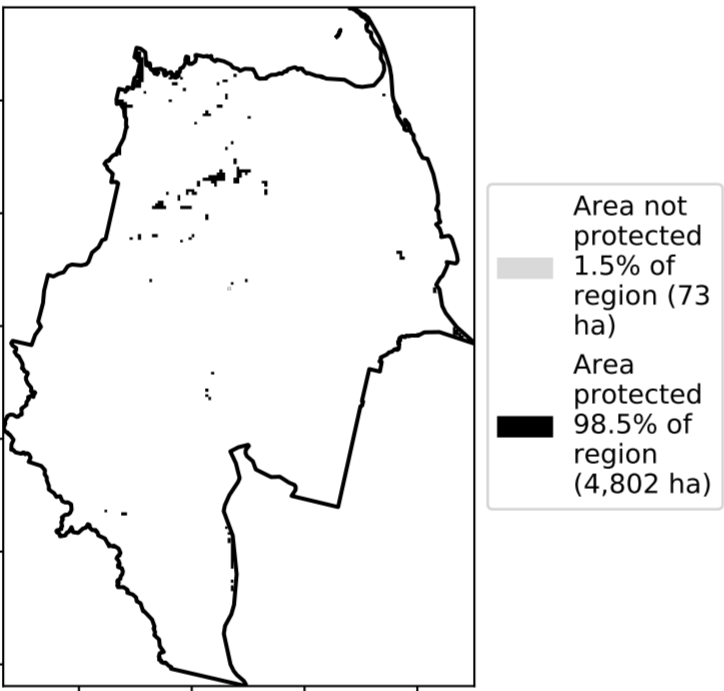 Area not
protected
1.5% of
region (73
ha)
Area
protected
98.5% of
region
(4,802 ha)